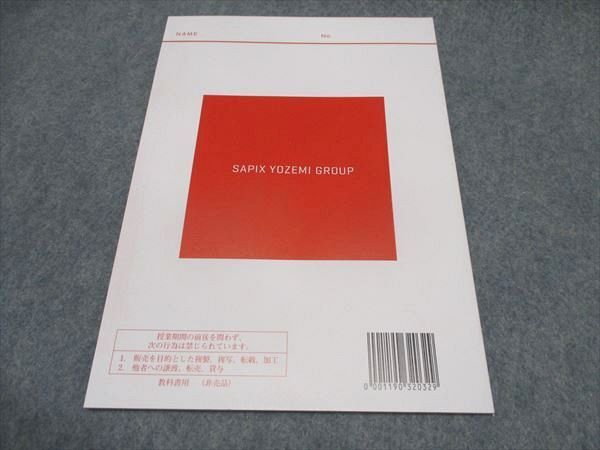 NAME No.
SAPIX YOZEMI GROUP
授業期間の前後を問わず、
次の行為は禁じられています。
1. 販売を目的とした複製、複写、転載、加工
2. 他者への譲渡、転売、貸与
教科書用 (非売品)
0 001190 320329